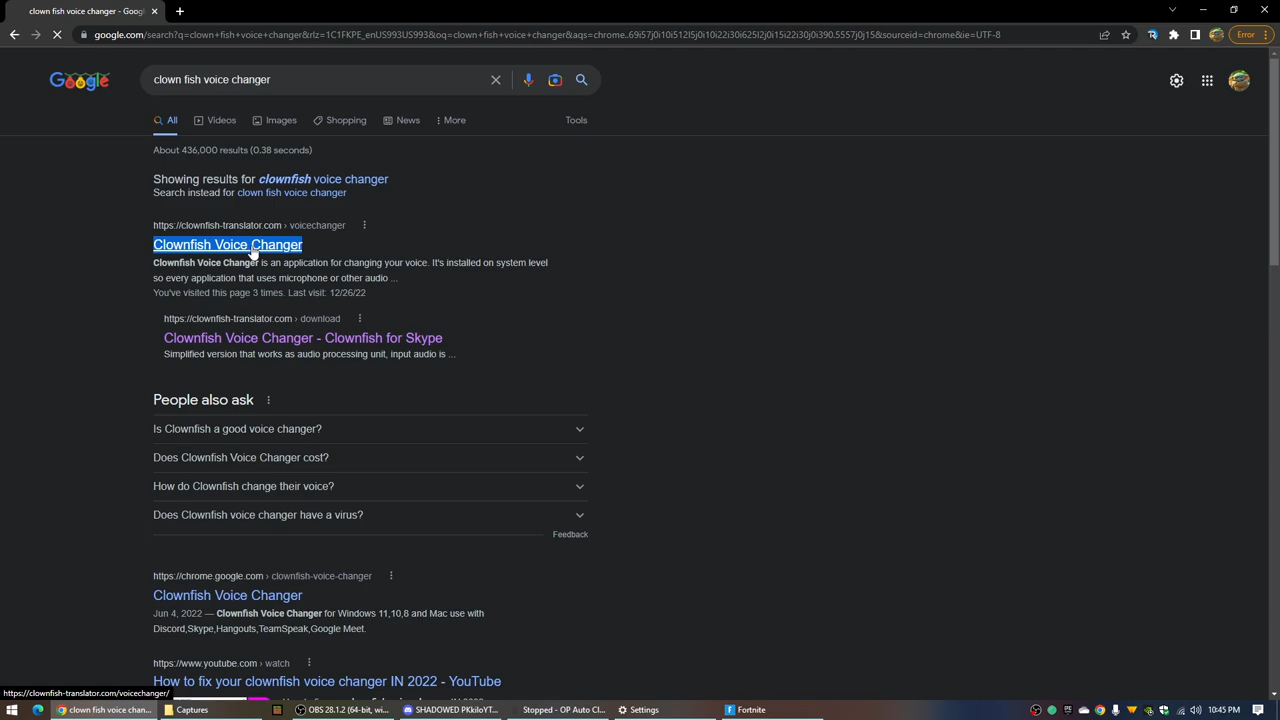 clown fish voice changer - Goog
google.com/search?q=clown+fish+voice+changer&rlz=1C1FKPE_enUS993US993&oq=clown+fish+voice+changer&aqs=chrome..69i57j0i10i512l5j0i10i22i30i625l2j0i15i22i30j0i390.5557j0j15&sourceid=chrome&ie=UTF-8
Error
Google
clown fish voice changer
All
Videos
Images
Shopping
News
More
Tools
About 436,000 results (0.38 seconds)
Showing results for clownfish voice changer
Search instead for clown fish voice changer
https://clownfish-translator.com › voicechanger
Clownfish Voice Changer
Clownfish Voice Changer is an application for changing your voice. It's installed on system level
so every application that uses microphone or other audio ...
You've visited this page 3 times. Last visit: 12/26/22
https://clownfish-translator.com › download
Clownfish Voice Changer - Clownfish for Skype
Simplified version that works as audio processing unit, input audio is ...
People also ask
Is Clownfish a good voice changer?
Does Clownfish Voice Changer cost?
How do Clownfish change their voice?
Does Clownfish voice changer have a virus?
Feedback
https://chrome.google.com › clownfish-voice-changer
Clownfish Voice Changer
Jun 4, 2022 — Clownfish Voice Changer for Windows 11,10,8 and Mac use with
Discord,Skype,Hangouts,TeamSpeak,Google Meet.
https://www.youtube.com › watch
How to fix your clownfish voice changer IN 2022 - YouTube
https://clownfish-translator.com/voicechanger/
clown fish voice chan...
Captures
OBS 28.1.2 (64-bit, wi...
SHADOWED PKkiloYT...
Stopped - OP Auto Cl...
Settings
Fortnite
10:45 PM